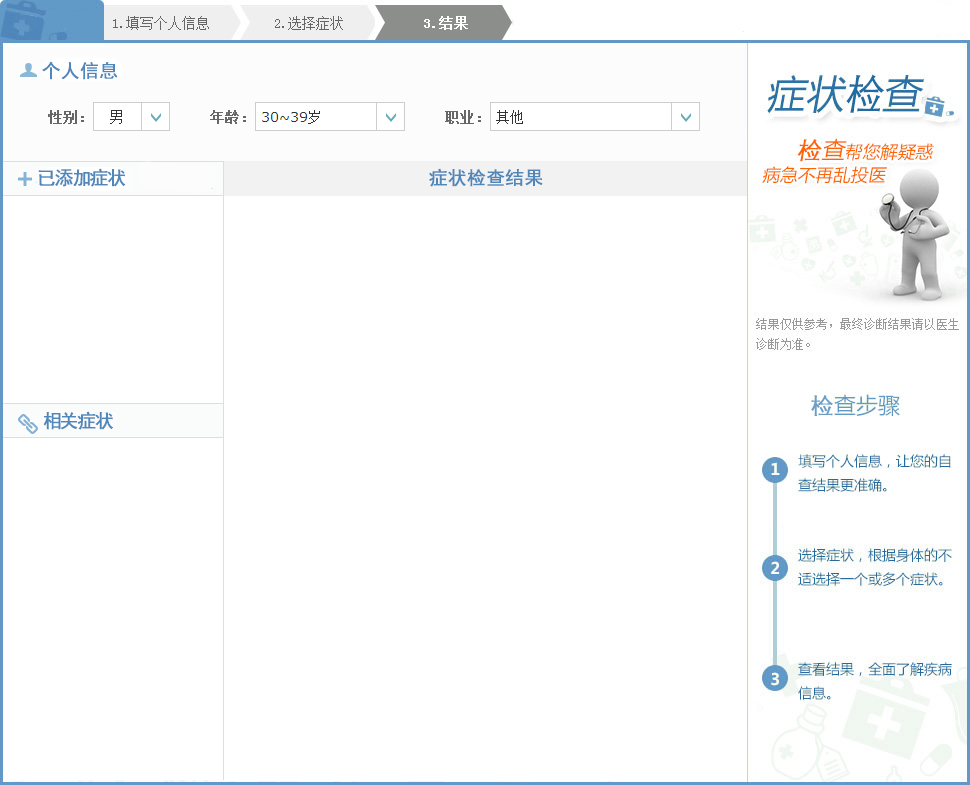 1.填写个人信息
2.选择症状
3.结果
个人信息
性别： 男 年龄： 30~39岁 职业： 其他
已添加症状
症状检查结果
相关症状
症状检查
检查帮您解疑惑
病急不再乱投医
结果仅供参考，最终诊断结果请以医生
诊断为准。
检查步骤
1
填写个人信息，让您的自
查结果更准确。
2
选择症状，根据身体的不
适选择一个或多个症状。
3
查看结果，全面了解疾病
信息。